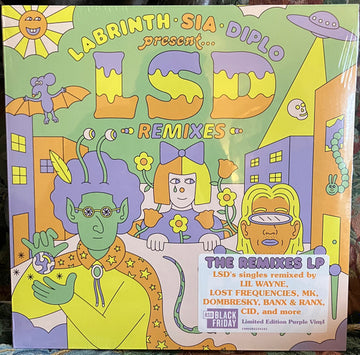 LABRINTH · SIA · DIPLO
present...
LSD
REMIXES
THE REMIXES LP
LSD's singles remixed by
LIL WAYNE,
LOST FREQUENCIES, MK,
DOMBRESKY, BANX & RANX,
CID, and more
BLACK
FRIDAY
Limited Edition Purple Vinyl